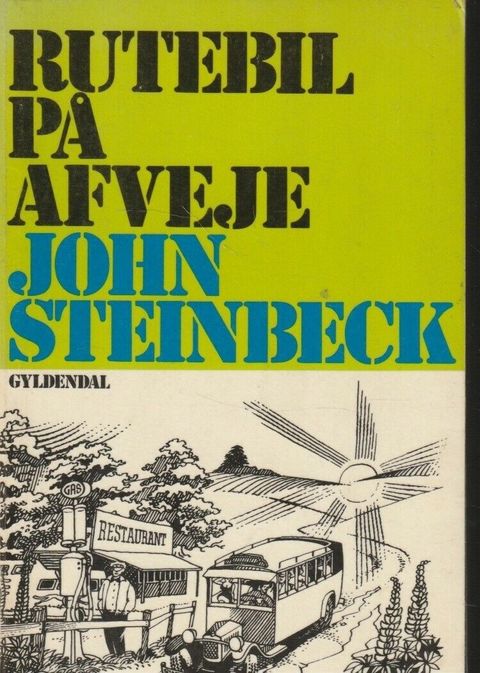 RUTEBIL
PÅ
AFVEJE
JOHN
STEINBECK
GYLDENDAL
GAS
RESTAURANT